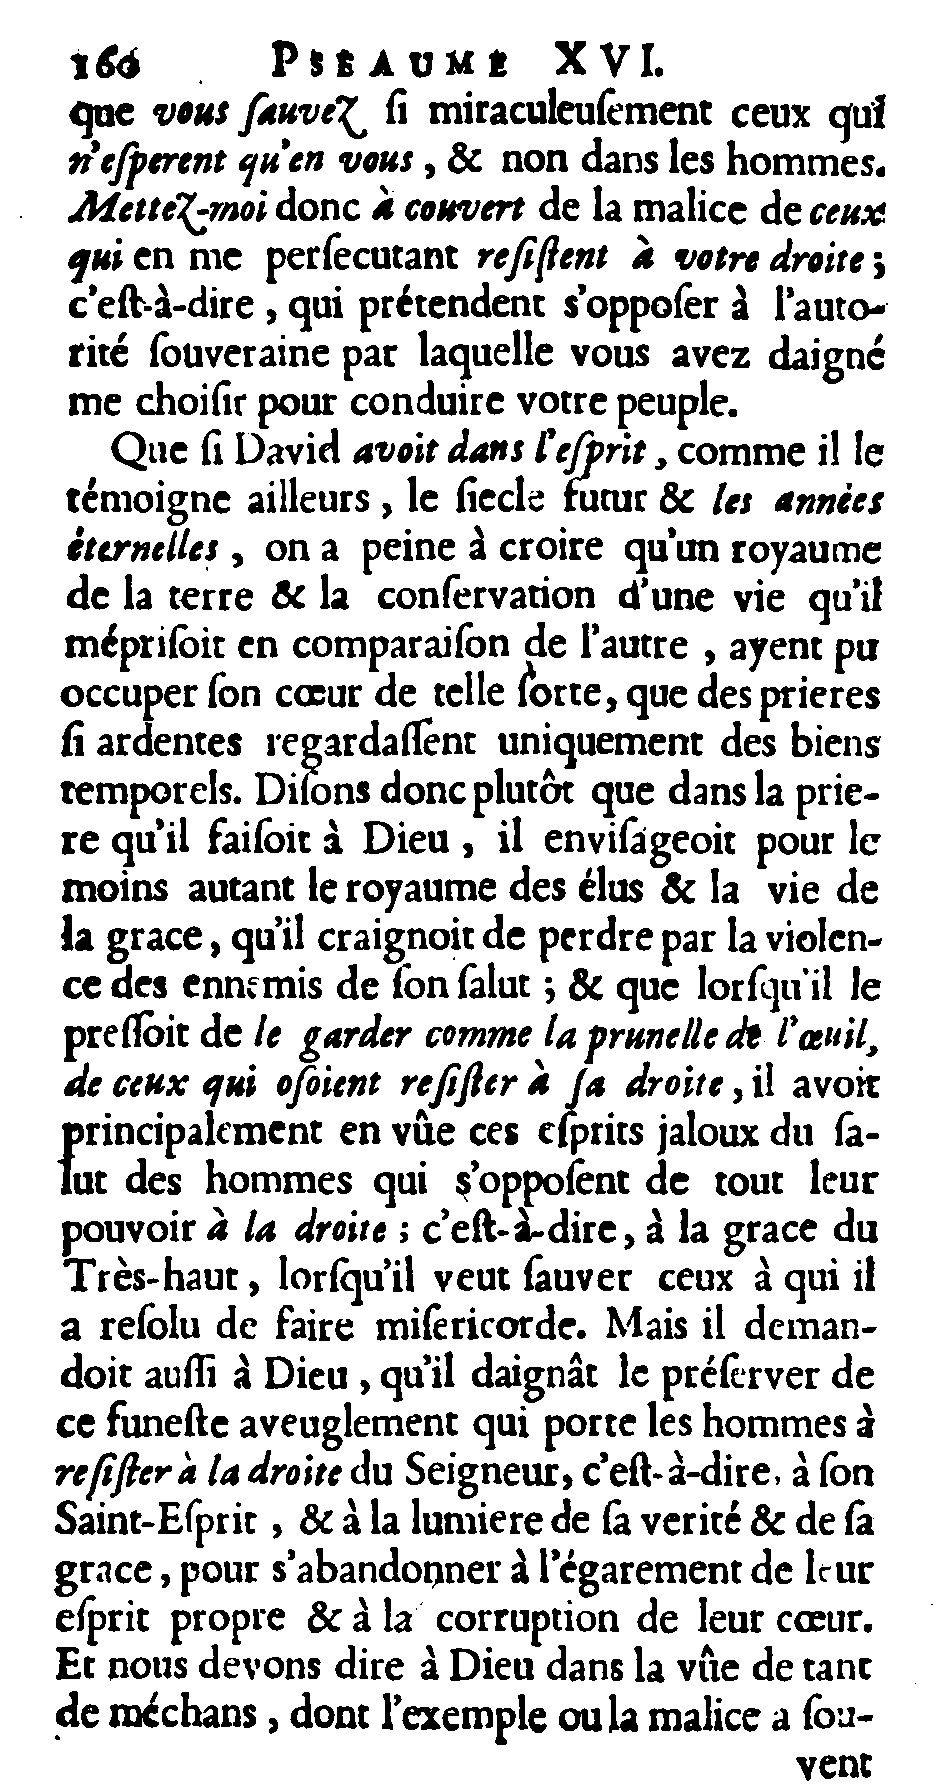 160 PSEAUME XVI.
que vous ſauvez ſi miraculeuſement ceux qui
n'eſperent qu'en vous, & non dans les hommes.
Mettez-moi donc à couvert de la malice de ceux
qui en me perſecutant reſiſtent à votre droite;
c'eſt-à-dire, qui prétendent s'oppoſer à l'auto-
rité ſouveraine par laquelle vous avez daigné
me choiſir pour conduire votre peuple.
Que ſi David avoit dans l'eſprit, comme il le
témoigne ailleurs, le ſiecle futur & les années
éternelles, on a peine à croire qu'un royaume
de la terre & la conſervation d'une vie qu'il
mépriſoit en comparaiſon de l'autre, ayent pu
occuper ſon cœur de telle ſorte, que des prieres
ſi ardentes regardaſſent uniquement des biens
temporels. Diſons donc plutôt que dans la prie-
re qu'il faiſoit à Dieu, il enviſageoit pour le
moins autant le royaume des élus & la vie de
la grace, qu'il craignoit de perdre par la violen-
ce des ennemis de ſon ſalut; & que lorſqu'il le
preſſoit de le garder comme la prunelle de l'œuil,
de ceux qui oſoient reſiſter à ſa droite, il avoit
principalement en vûe ces eſprits jaloux du ſa-
lut des hommes qui s'oppoſent de tout leur
pouvoir à la droite; c'eſt-à-dire, à la grace du
Très-haut, lorſqu'il veut ſauver ceux à qui il
a reſolu de faire miſericorde. Mais il deman-
doit auſſi à Dieu, qu'il daignât le préſerver de
ce funeſte aveuglement qui porte les hommes à
reſiſter à la droite du Seigneur, c'eſt-à-dire, à ſon
Saint-Eſprit, & à la lumiere de ſa verité & de ſa
grace, pour s'abandonner à l'égarement de leur
eſprit propre & à la corruption de leur cœur.
Et nous devons dire à Dieu dans la vûe de tant
de méchans, dont l'exemple ou la malice a ſou-
vent